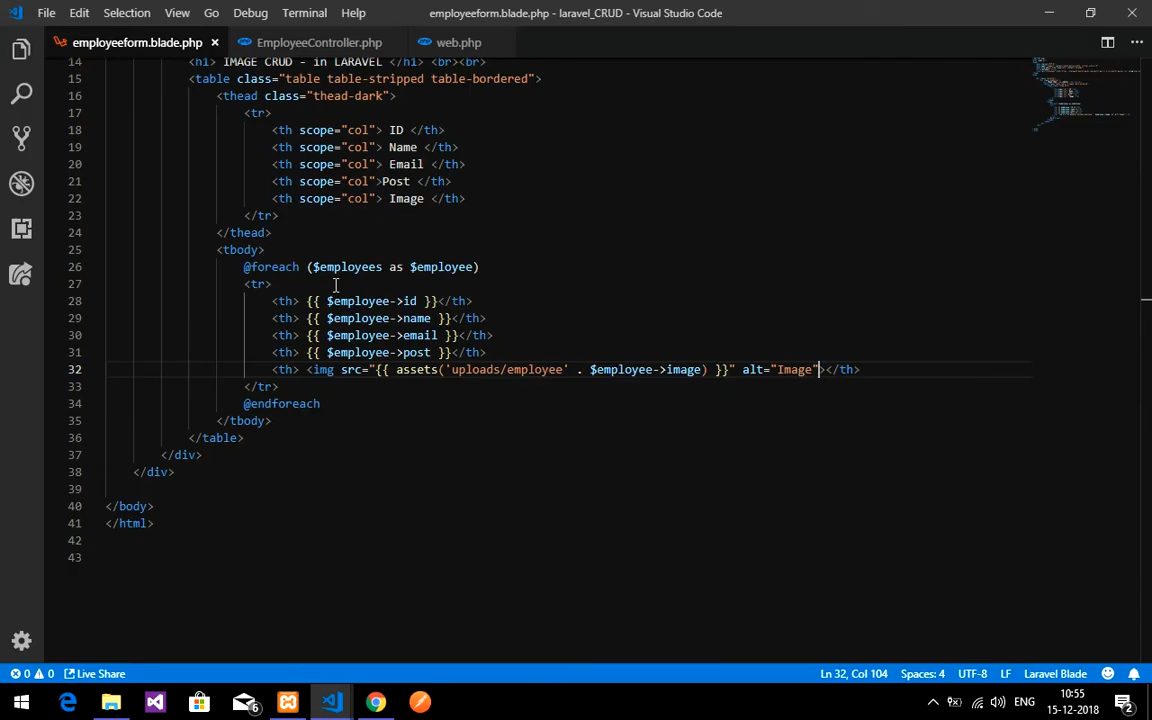 File Edit Selection View Go Debug Terminal Help employeeform.blade.php - laravel_CRUD - Visual Studio Code
employeeform.blade.php × EmployeeController.php web.php
14 <h1> IMAGE CRUD - in LARAVEL </h1> <br><br>
15 <table class="table table-stripped table-bordered">
16 <thead class="thead-dark">
17 <tr>
18 <th scope="col"> ID </th>
19 <th scope="col"> Name </th>
20 <th scope="col"> Email </th>
21 <th scope="col">Post </th>
22 <th scope="col"> Image </th>
23 </tr>
24 </thead>
25 <tbody>
26 @foreach ($employees as $employee)
27 <tr>
28 <th> {{ $employee->id }}</th>
29 <th> {{ $employee->name }}</th>
30 <th> {{ $employee->email }}</th>
31 <th> {{ $employee->post }}</th>
32 <th> <img src="{{ assets('uploads/employee' . $employee->image) }}" alt="Image"></th>
33 </tr>
34 @endforeach
35 </tbody>
36 </table>
37 </div>
38 </div>
39
40 </body>
41 </html>
42
43
0 0 Live Share Ln 32, Col 104 Spaces: 4 UTF-8 LF Laravel Blade
6 ENG 10:55
15-12-2018 2